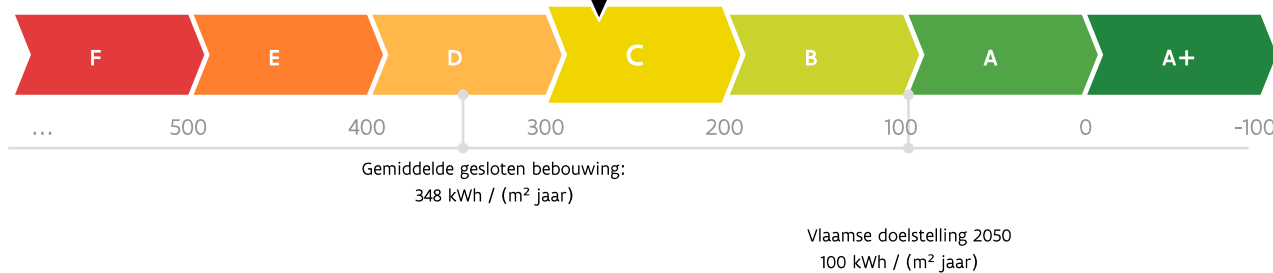 F E D C B A A+
... 500 400 300 200 100 0 -100
Gemiddelde gesloten bebouwing:
348 kWh / (m² jaar)
Vlaamse doelstelling 2050
100 kWh / (m² jaar)